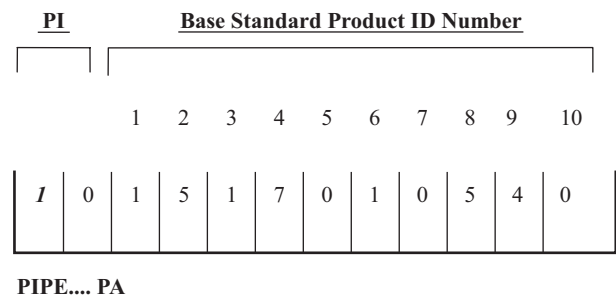 PI Base Standard Product ID Number
1 2 3 4 5 6 7 8 9 10
1 0 1 5 1 7 0 1 0 5 4 0
PIPE.... PA